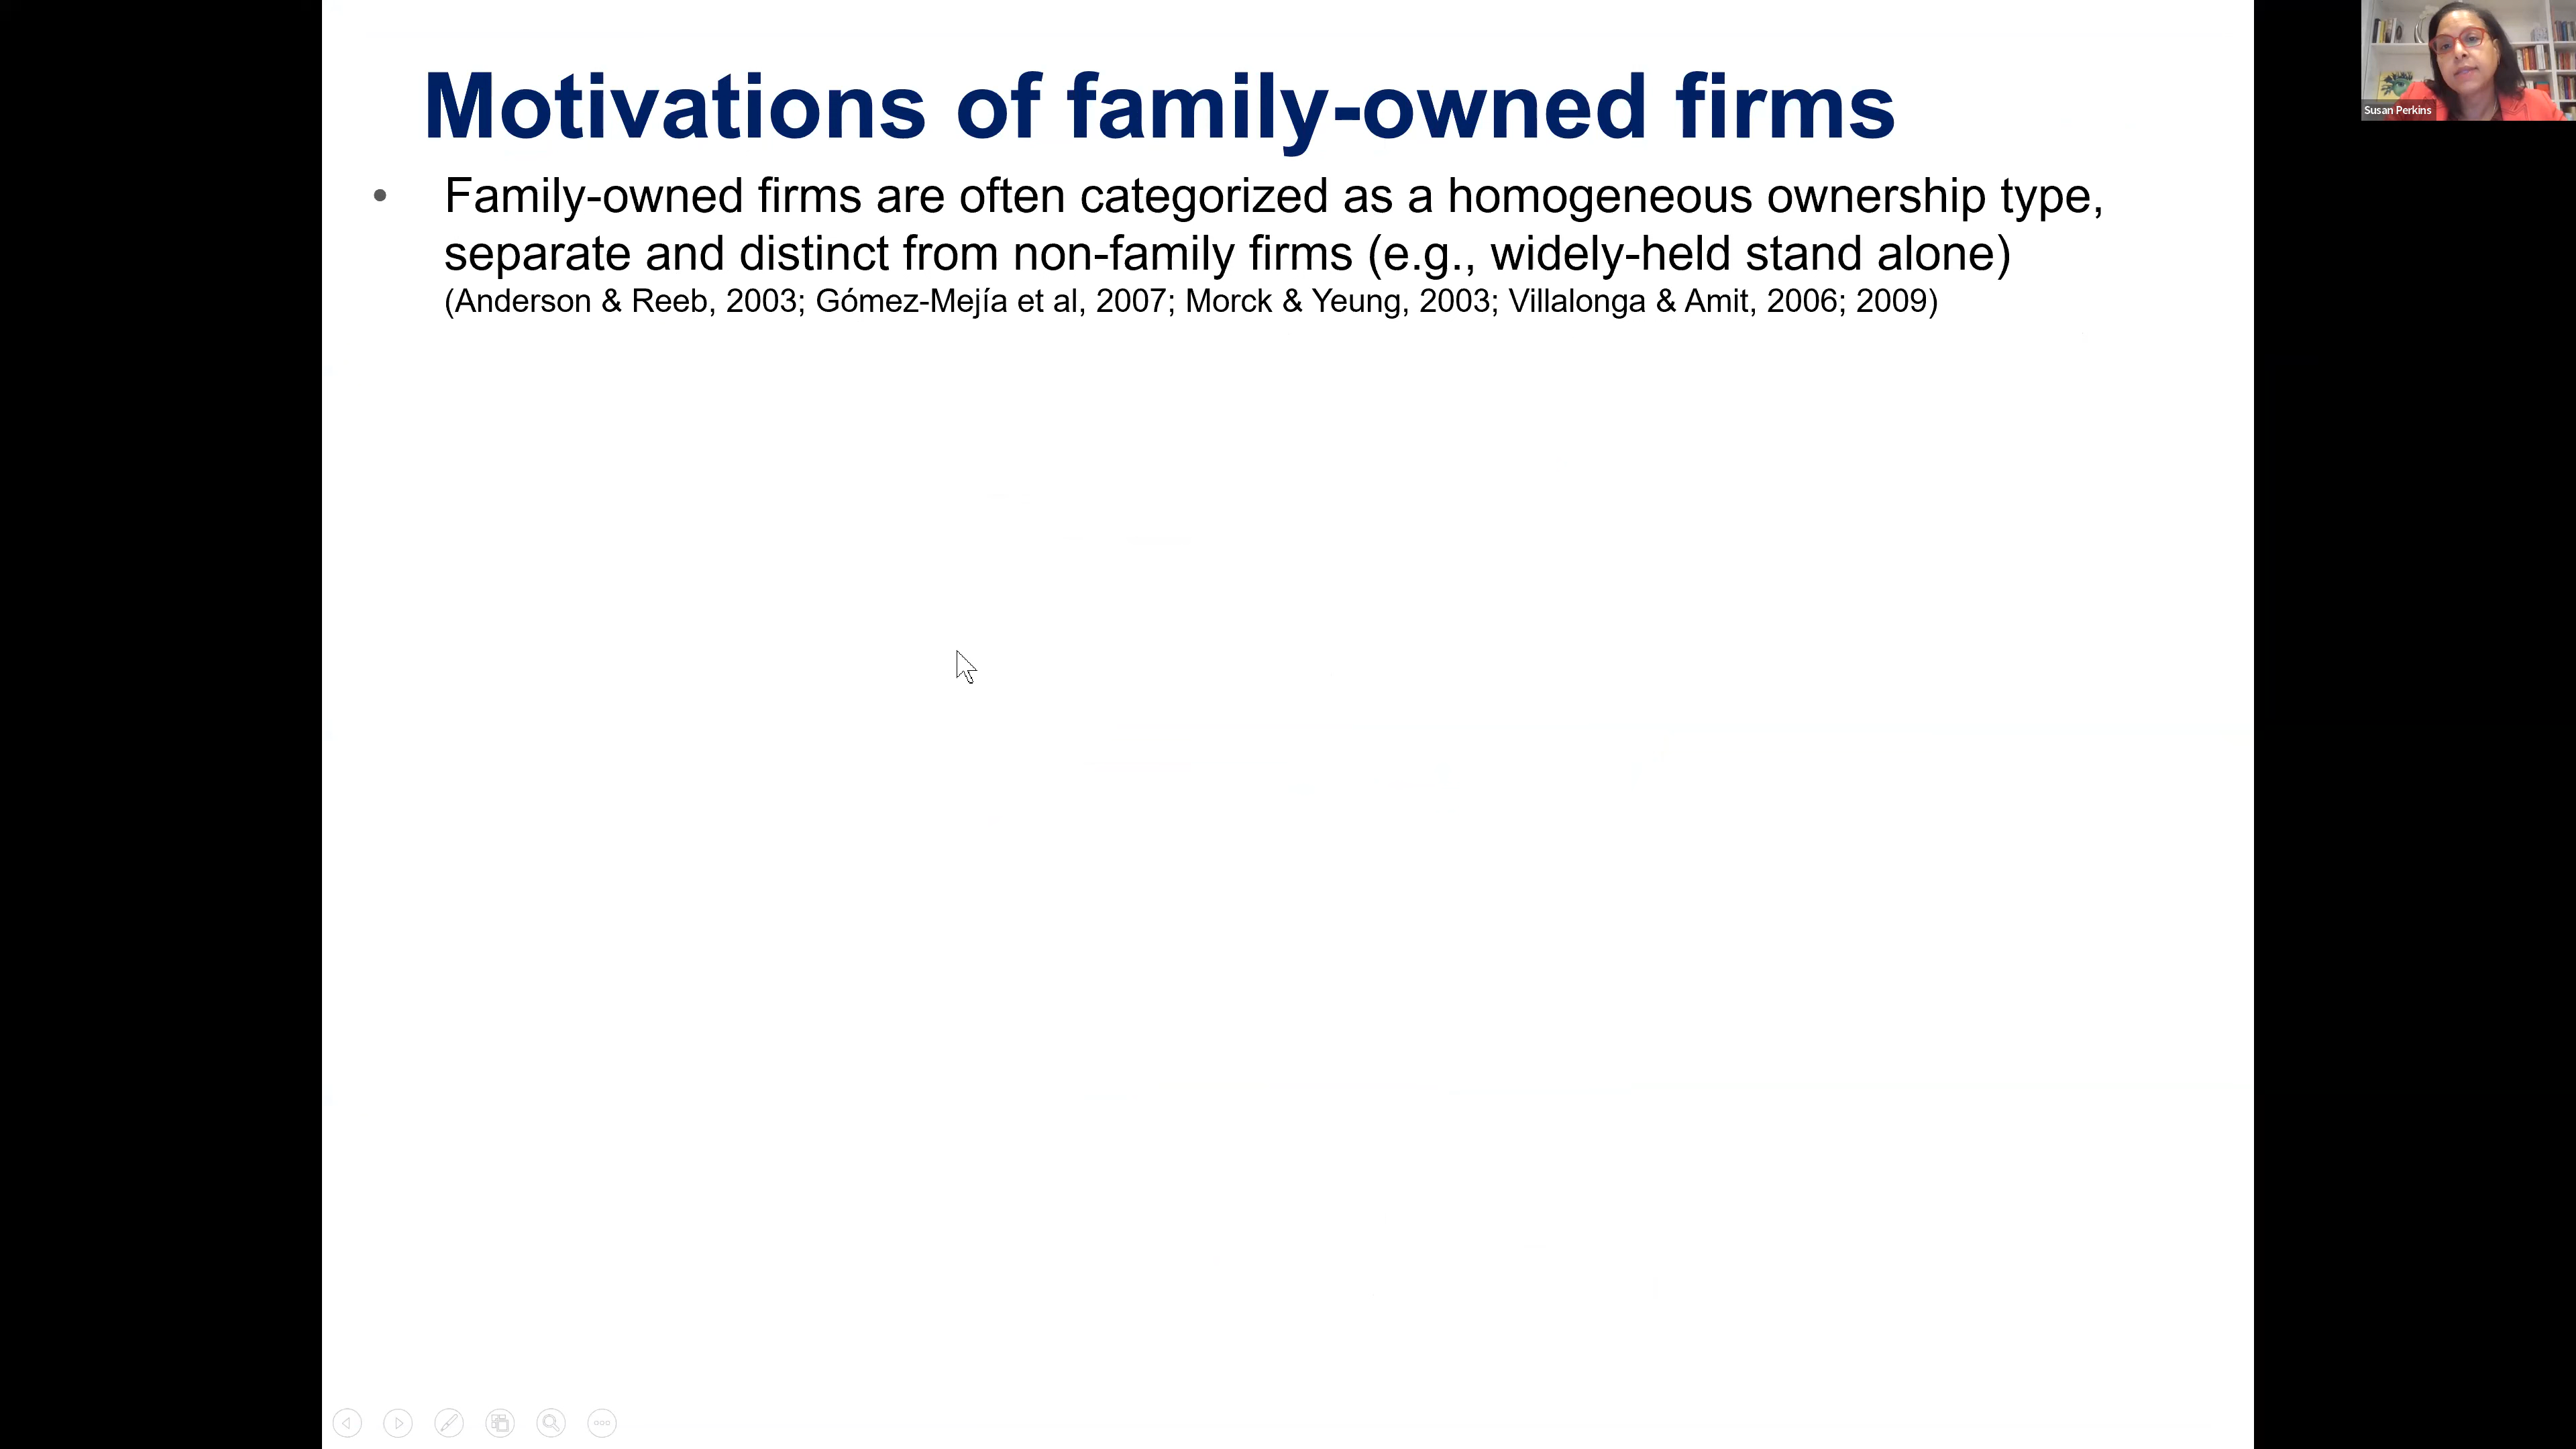 Motivations of family-owned firms
Susan Perkins
• Family-owned firms are often categorized as a homogeneous ownership type,
separate and distinct from non-family firms (e.g., widely-held stand alone)
(Anderson & Reeb, 2003; Gómez-Mejía et al, 2007; Morck & Yeung, 2003; Villalonga & Amit, 2006; 2009)